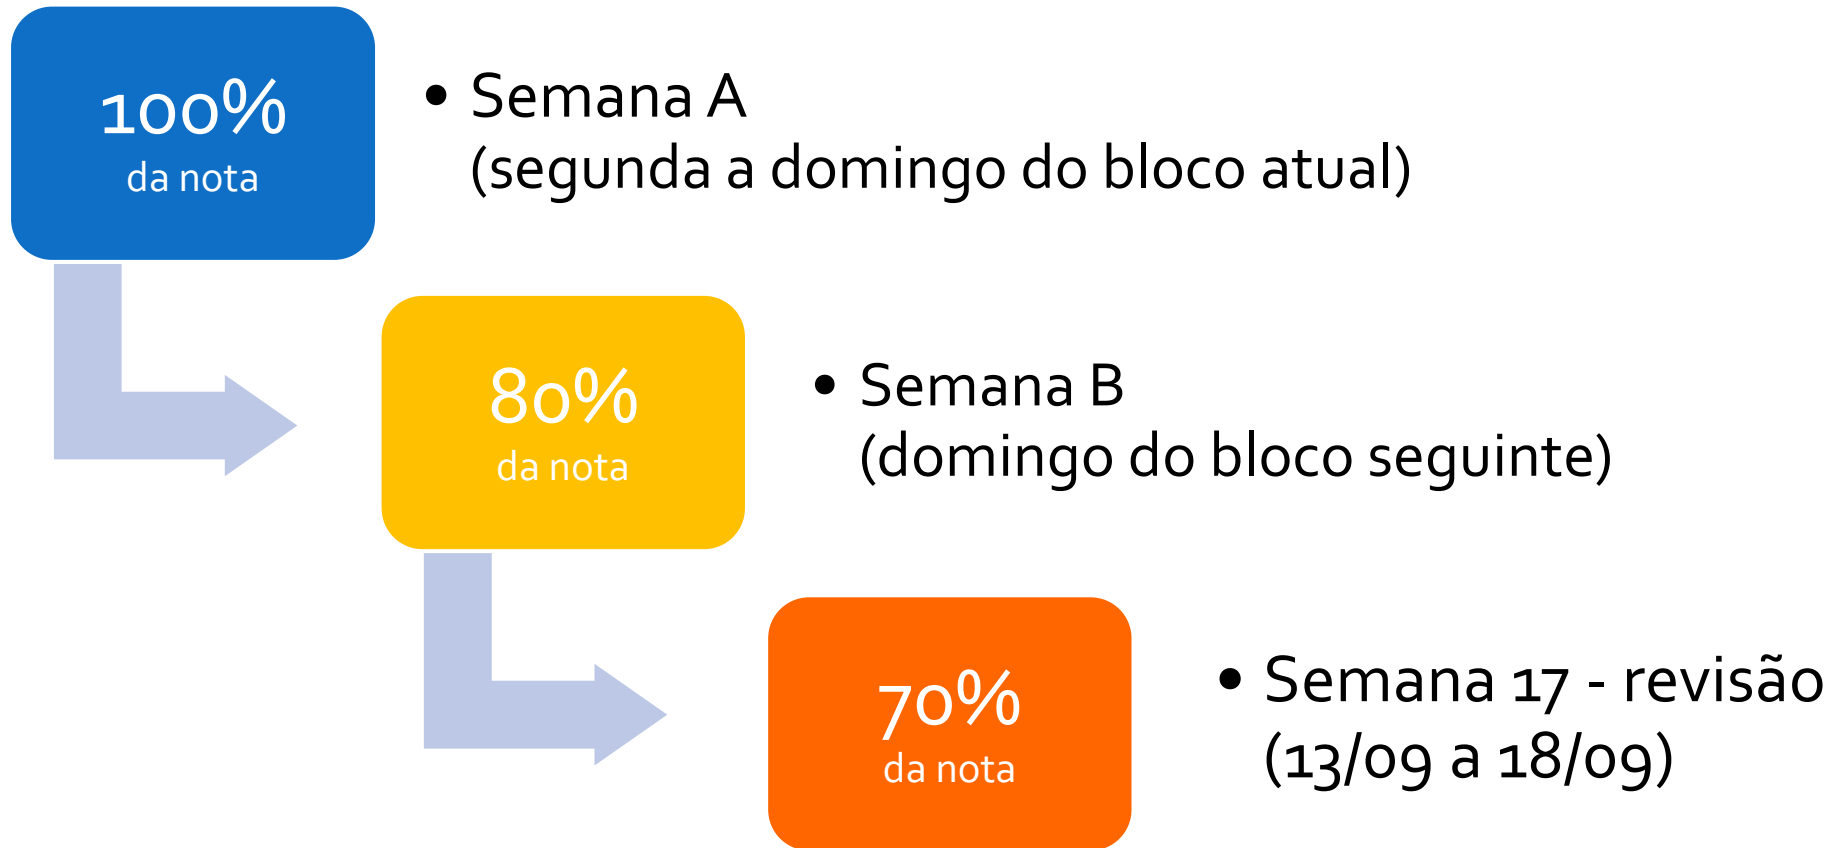 100%
da nota
• Semana A
(segunda a domingo do bloco atual)
80%
da nota
• Semana B
(domingo do bloco seguinte)
70%
da nota
• Semana 17 - revisão
(13/09 a 18/09)